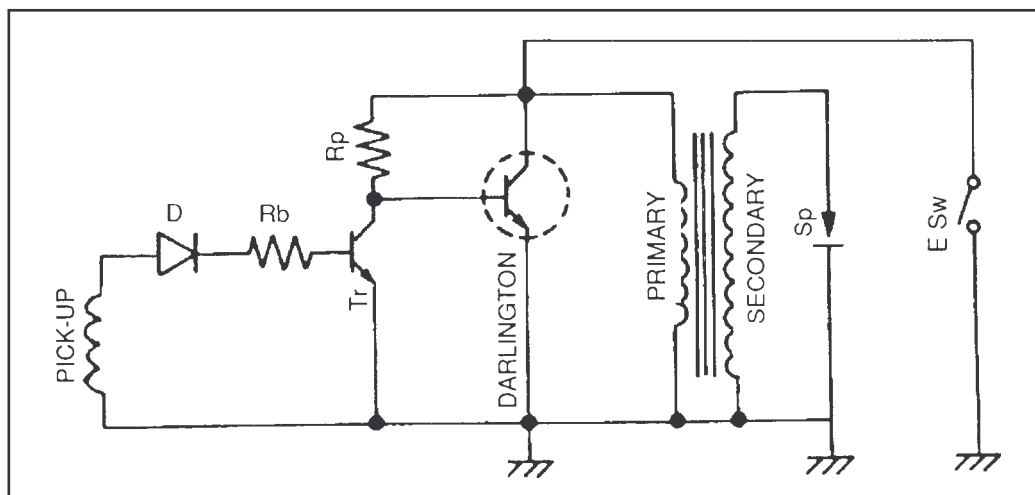 Rp
D
Rb
Tr
PICK-UP
DARLINGTON
PRIMARY
SECONDARY
Sp
E Sw